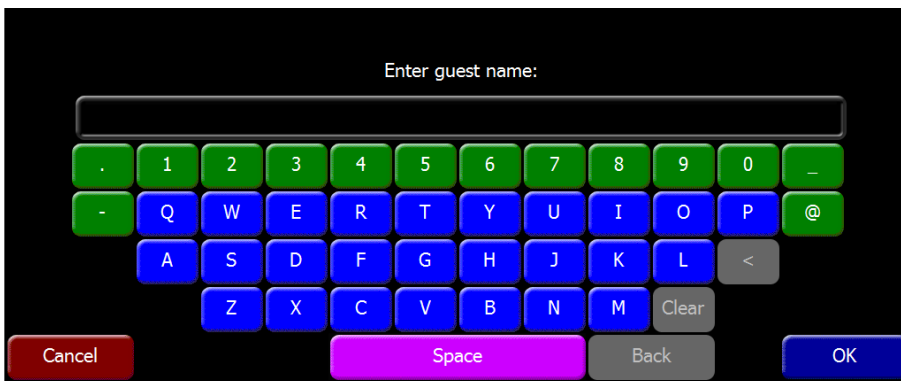 Enter guest name:
. 1 2 3 4 5 6 7 8 9 0 _
- Q W E R T Y U I O P @
A S D F G H J K L <
Z X C V B N M Clear
Cancel Space Back OK